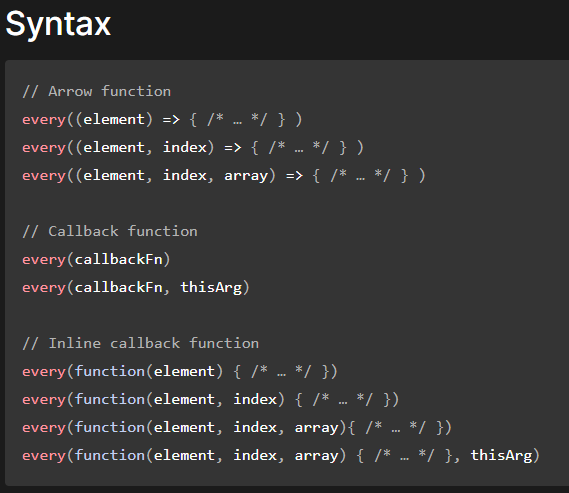 Syntax
// Arrow function
every((element) => { /* … */ } )
every((element, index) => { /* … */ } )
every((element, index, array) => { /* … */ } )
// Callback function
every(callbackFn)
every(callbackFn, thisArg)
// Inline callback function
every(function(element) { /* … */ })
every(function(element, index) { /* … */ })
every(function(element, index, array){ /* … */ })
every(function(element, index, array) { /* … */ }, thisArg)